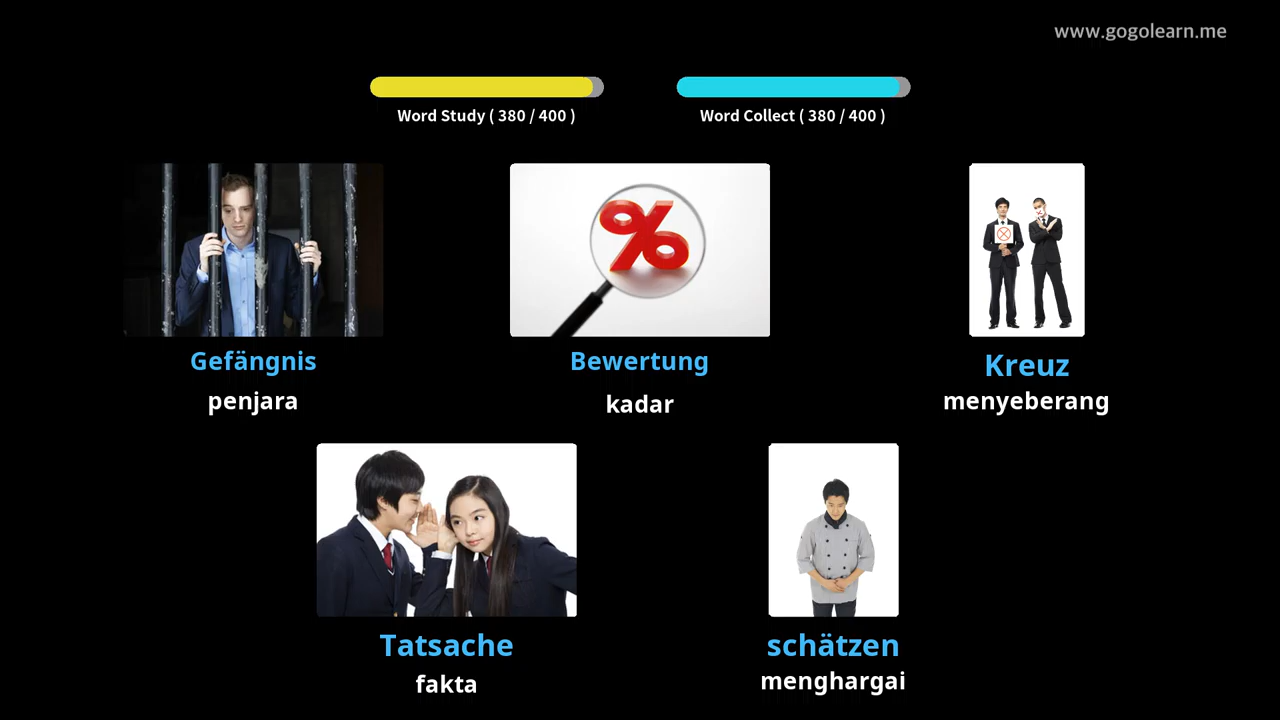 www.gogolearn.me
Word Study ( 380 / 400 )
Word Collect ( 380 / 400 )
Gefängnis
penjara
Bewertung
kadar
Kreuz
menyeberang
Tatsache
fakta
schätzen
menghargai